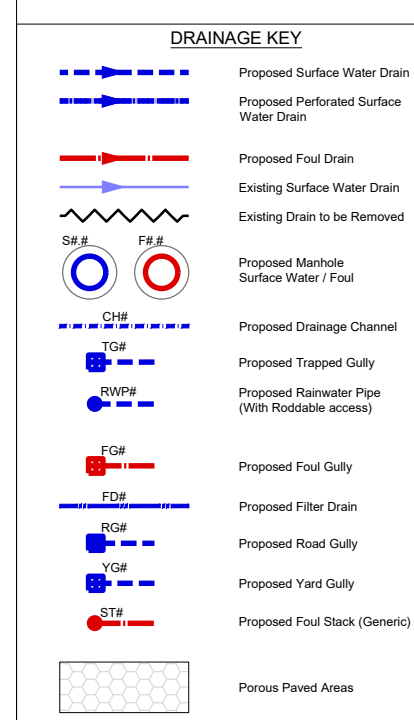 DRAINAGE KEY
Proposed Surface Water Drain
Proposed Perforated Surface
Water Drain
Proposed Foul Drain
Existing Surface Water Drain
Existing Drain to be Removed
S#.#
F#.#
Proposed Manhole
Surface Water / Foul
CH#
Proposed Drainage Channel
TG#
Proposed Trapped Gully
RWP#
Proposed Rainwater Pipe
(With Roddable access)
FG#
Proposed Foul Gully
FD#
Proposed Filter Drain
RG#
Proposed Road Gully
YG#
Proposed Yard Gully
ST#
Proposed Foul Stack (Generic)
Porous Paved Areas